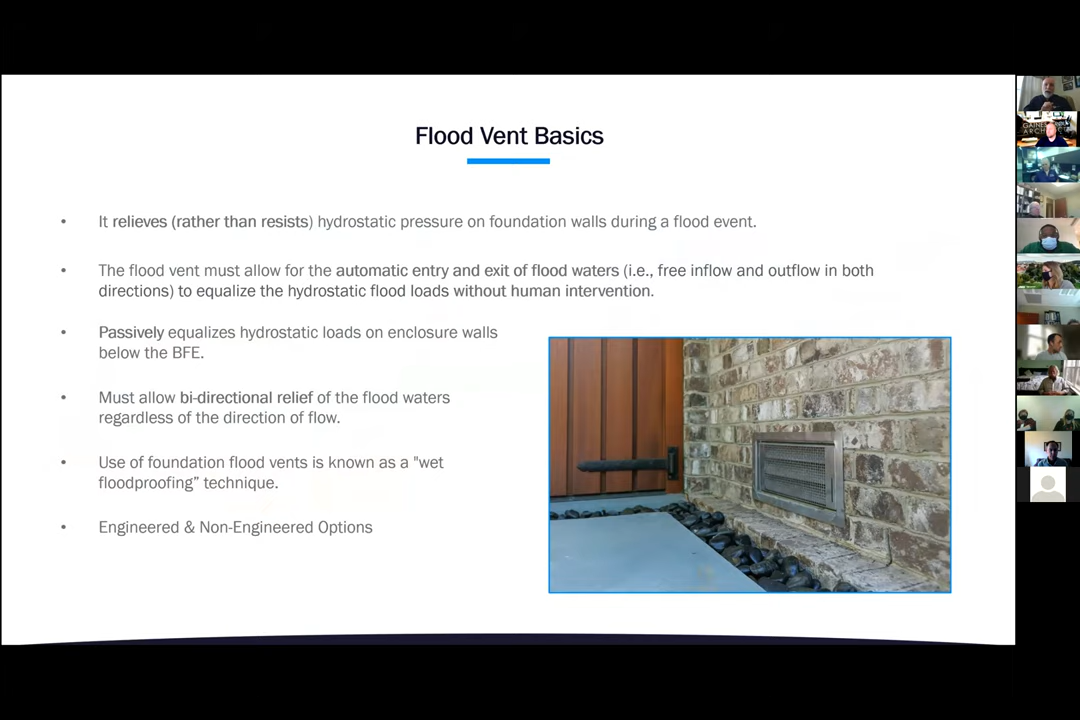 Flood Vent Basics
• It relieves (rather than resists) hydrostatic pressure on foundation walls during a flood event.
• The flood vent must allow for the automatic entry and exit of flood waters (i.e., free inflow and outflow in both
directions) to equalize the hydrostatic flood loads without human intervention.
• Passively equalizes hydrostatic loads on enclosure walls
below the BFE.
• Must allow bi-directional relief of the flood waters
regardless of the direction of flow.
• Use of foundation flood vents is known as a "wet
floodproofing” technique.
• Engineered & Non-Engineered Options